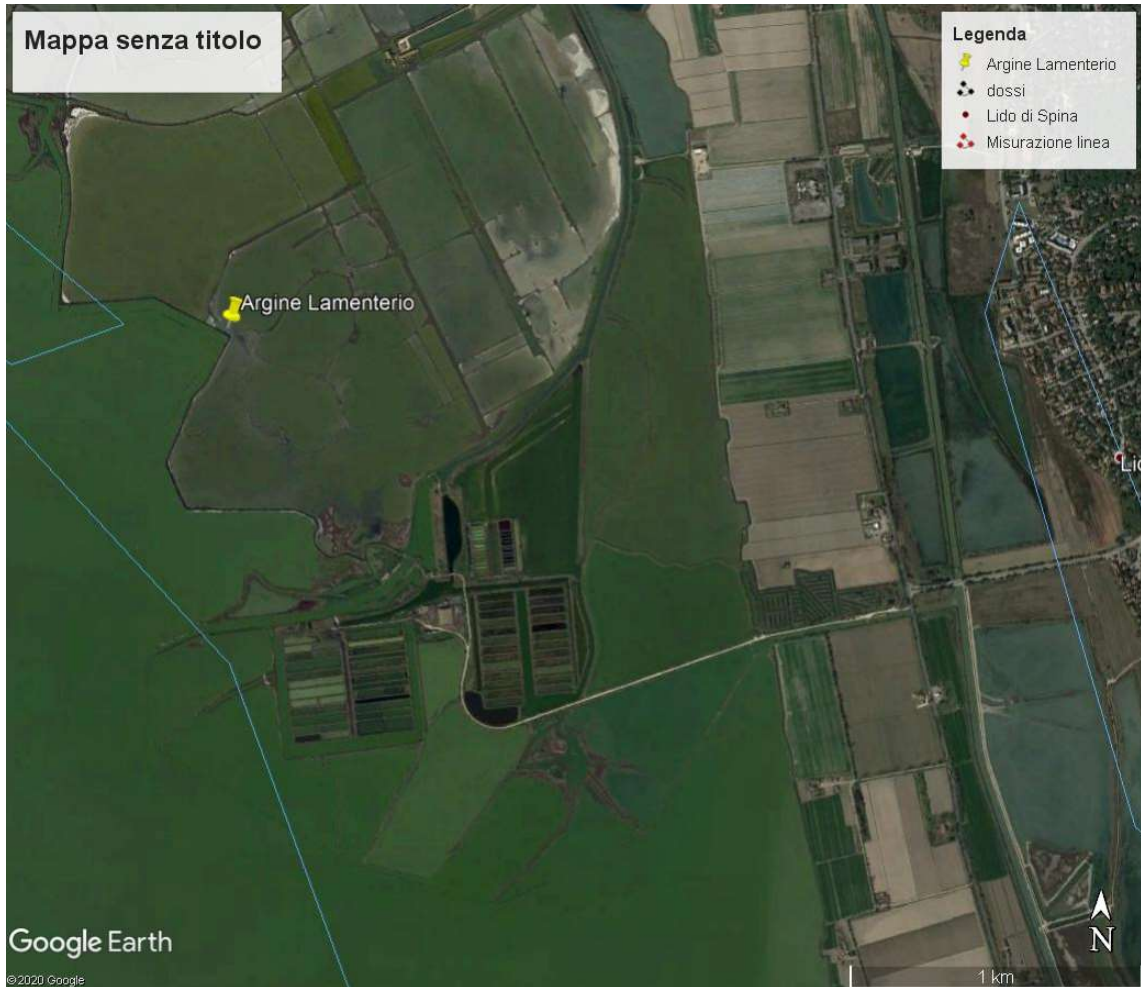 Mappa senza titolo
Legenda
Argine Lamenterio
dossi
Lido di Spina
Misurazione linea
Argine Lamenterio
Lic
N
Google Earth
©2020 Google
1 km